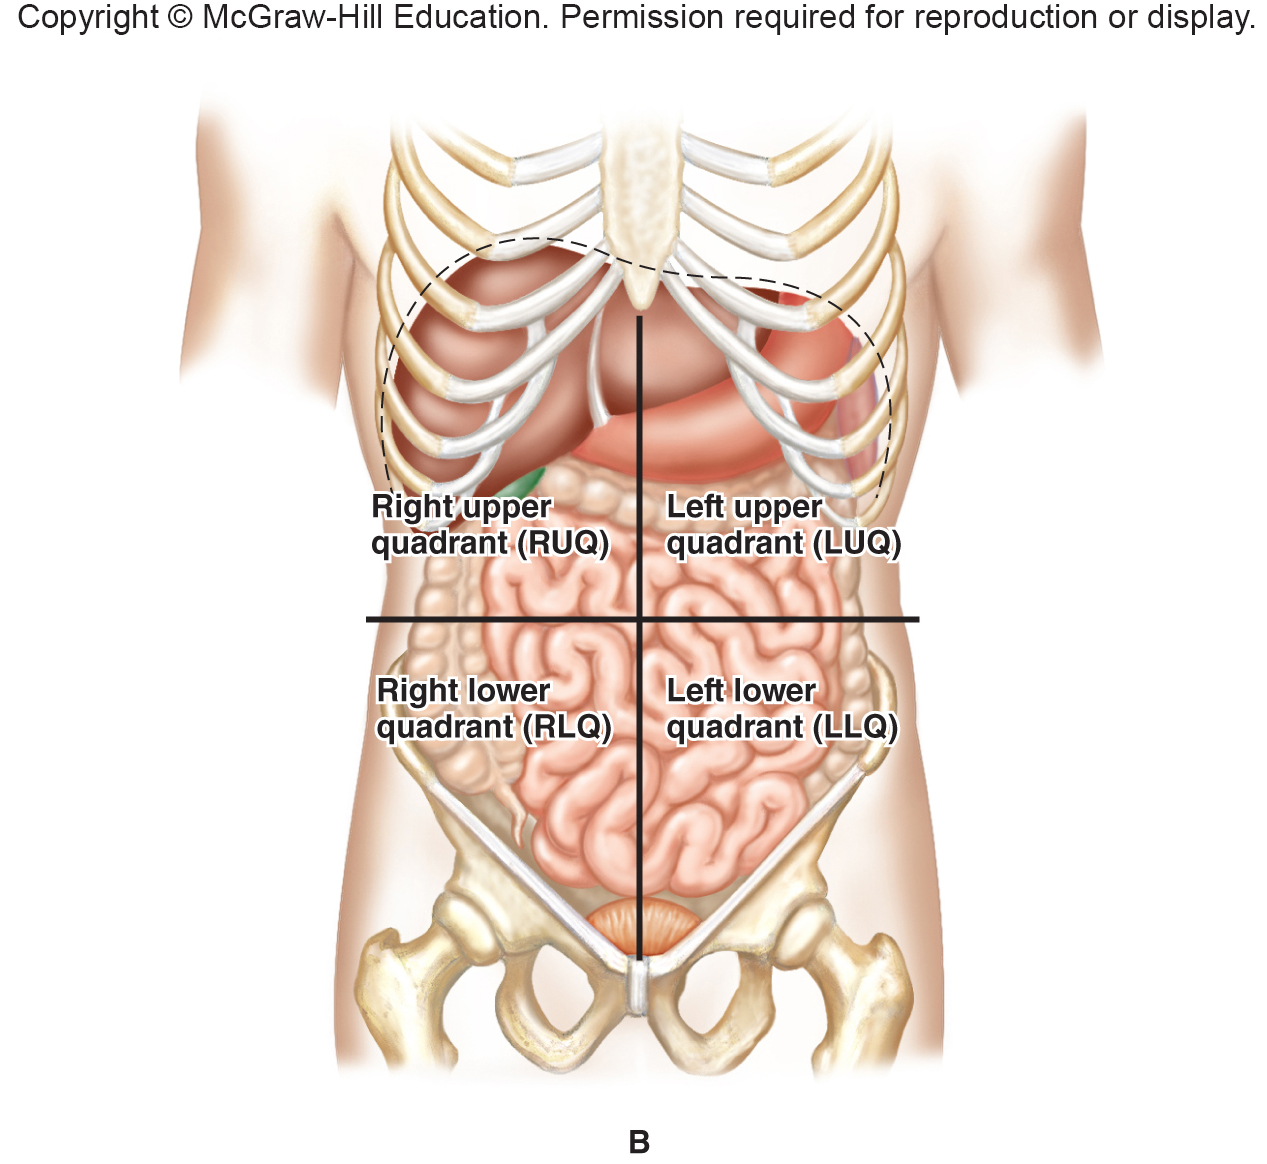 Copyright © McGraw-Hill Education. Permission required for reproduction or display.
Right upper
quadrant (RUQ)
Left upper
quadrant (LUQ)
Right lower
quadrant (RLQ)
Left lower
quadrant (LLQ)
B